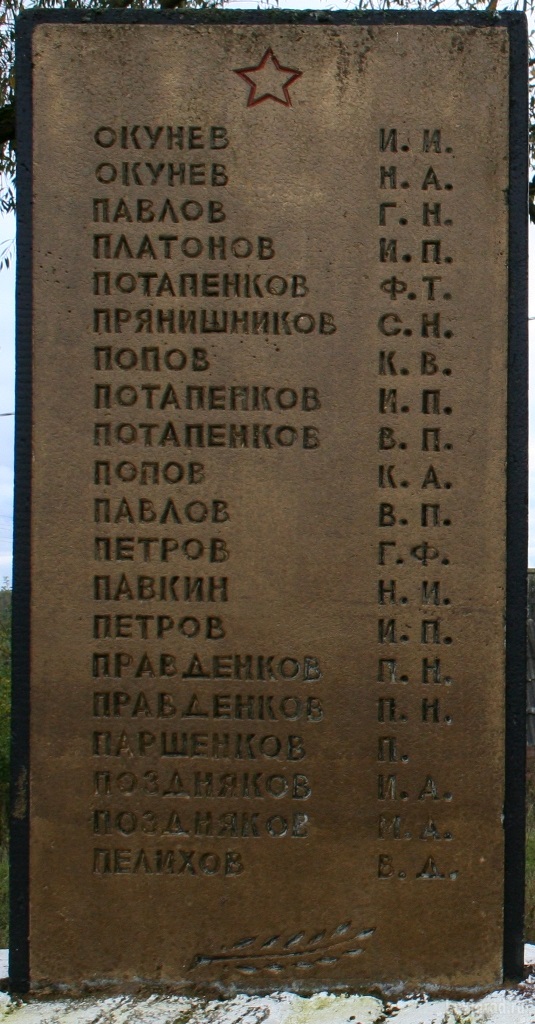 ОКУНЕВ И. И.
ОКУНЕВ Н. А.
ПАВЛОВ Г. Н.
ПЛАТОНОВ И. П.
ПОТАПЕНКОВ Ф. Т.
ПРЯНИШНИКОВ С. Н.
ПОПОВ К. В.
ПОТАПЕНКОВ И. П.
ПОТАПЕНКОВ В. П.
ПОПОВ К. А.
ПАВЛОВ В. П.
ПЕТРОВ Г. Ф.
ПАВКИН Н. И.
ПЕТРОВ И. П.
ПРАВДЕНКОВ П. Н.
ПРАВДЕНКОВ П. Н.
ПАРШЕНКОВ П.
ПОЗДНЯКОВ И. А.
ПОЗДНЯКОВ И. А.
ПЕЛИХОВ В. Д.